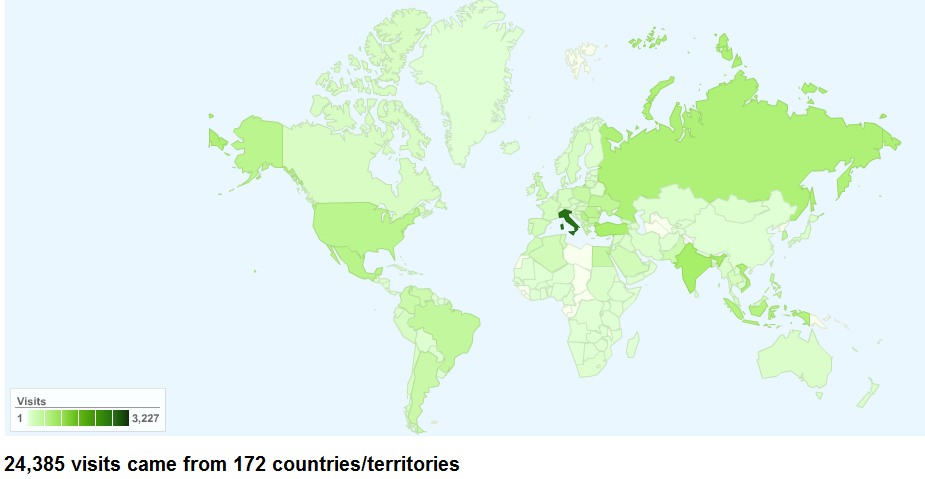 Visits
1 3,227
24,385 visits came from 172 countries/territories